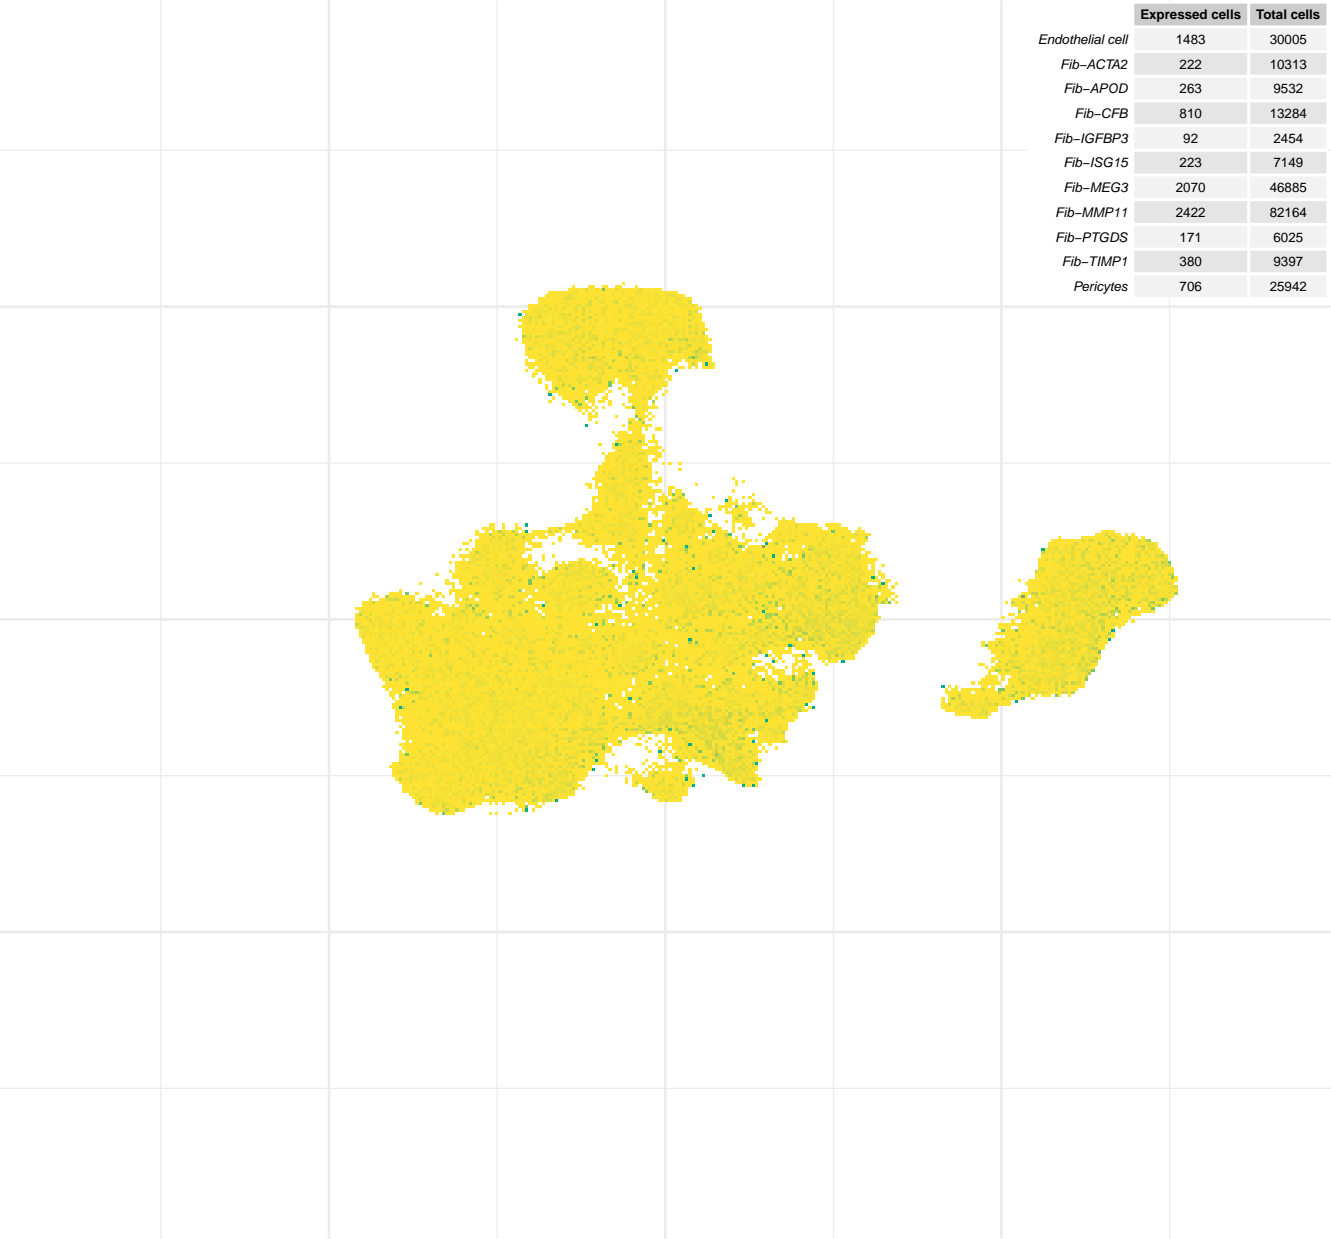 Expressed cells Total cells
Endothelial cell 1483 30005
Fib−ACTA2 222 10313
Fib−APOD 263 9532
Fib−CFB 810 13284
Fib−IGFBP3 92 2454
Fib−ISG15 223 7149
Fib−MEG3 2070 46885
Fib−MMP11 2422 82164
Fib−PTGDS 171 6025
Fib−TIMP1 380 9397
Pericytes 706 25942